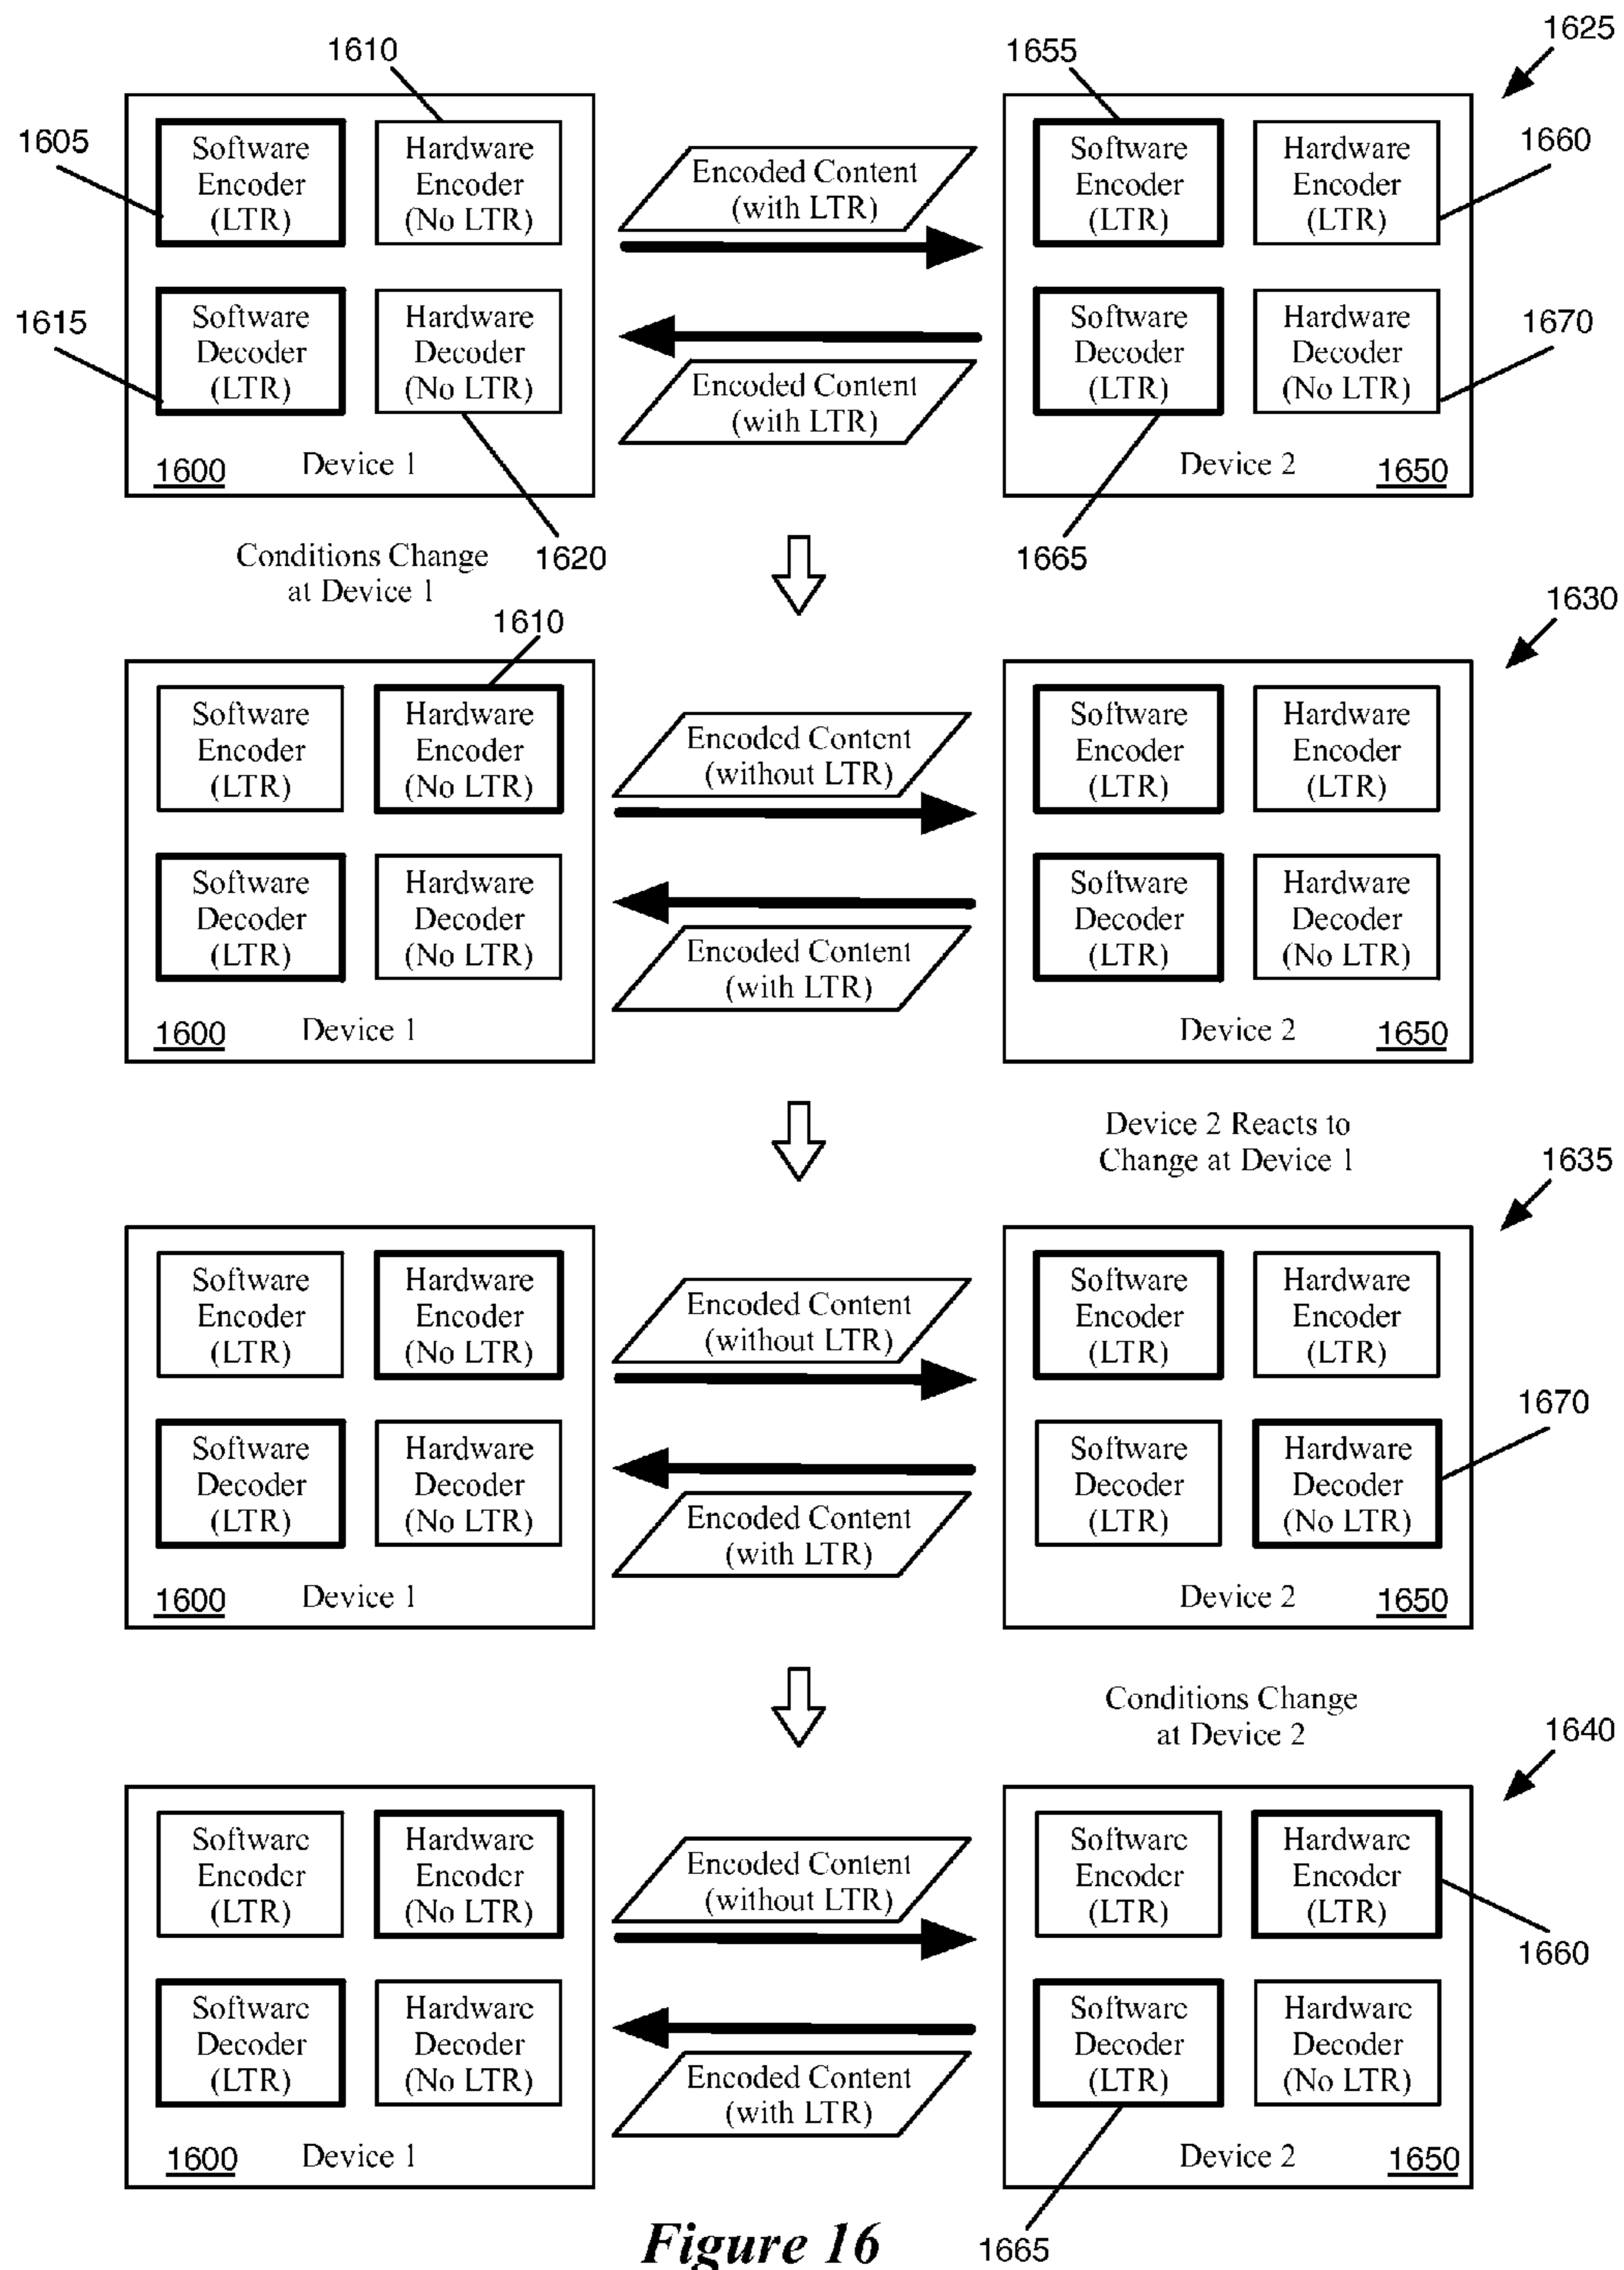 1625
1610
1655
1605
Software
Encoder
(LTR)
Hardware
Encoder
(No LTR)
Encoded Content
(with LTR)
Software
Encoder
(LTR)
Hardware
Encoder
(LTR)
1660
1615
Software
Decoder
(LTR)
Hardware
Decoder
(No LTR)
Encoded Content
(with LTR)
Software
Decoder
(LTR)
Hardware
Decoder
(No LTR)
1670
1600
Device 1
Device 2
1650
Conditions Change
at Device 1
1620
1665
1610
1630
Software
Encoder
(LTR)
Hardware
Encoder
(No LTR)
Encoded Content
(without LTR)
Software
Encoder
(LTR)
Hardware
Encoder
(LTR)
Software
Decoder
(LTR)
Hardware
Decoder
(No LTR)
Encoded Content
(with LTR)
Software
Decoder
(LTR)
Hardware
Decoder
(No LTR)
1600
Device 1
Device 2
1650
Device 2 Reacts to
Change at Device 1
1635
Software
Encoder
(LTR)
Hardware
Encoder
(No LTR)
Encoded Content
(without LTR)
Software
Encoder
(LTR)
Hardware
Encoder
(LTR)
1670
Software
Decoder
(LTR)
Hardware
Decoder
(No LTR)
Encoded Content
(with LTR)
Software
Decoder
(LTR)
Hardware
Decoder
(No LTR)
1600
Device 1
Device 2
1650
Conditions Change
at Device 2
1640
Software
Encoder
(LTR)
Hardware
Encoder
(No LTR)
Encoded Content
(without LTR)
Software
Encoder
(LTR)
Hardware
Encoder
(LTR)
1660
Software
Decoder
(LTR)
Hardware
Decoder
(No LTR)
Encoded Content
(with LTR)
Software
Decoder
(LTR)
Hardware
Decoder
(No LTR)
1600
Device 1
Device 2
1650
Figure 16
1665